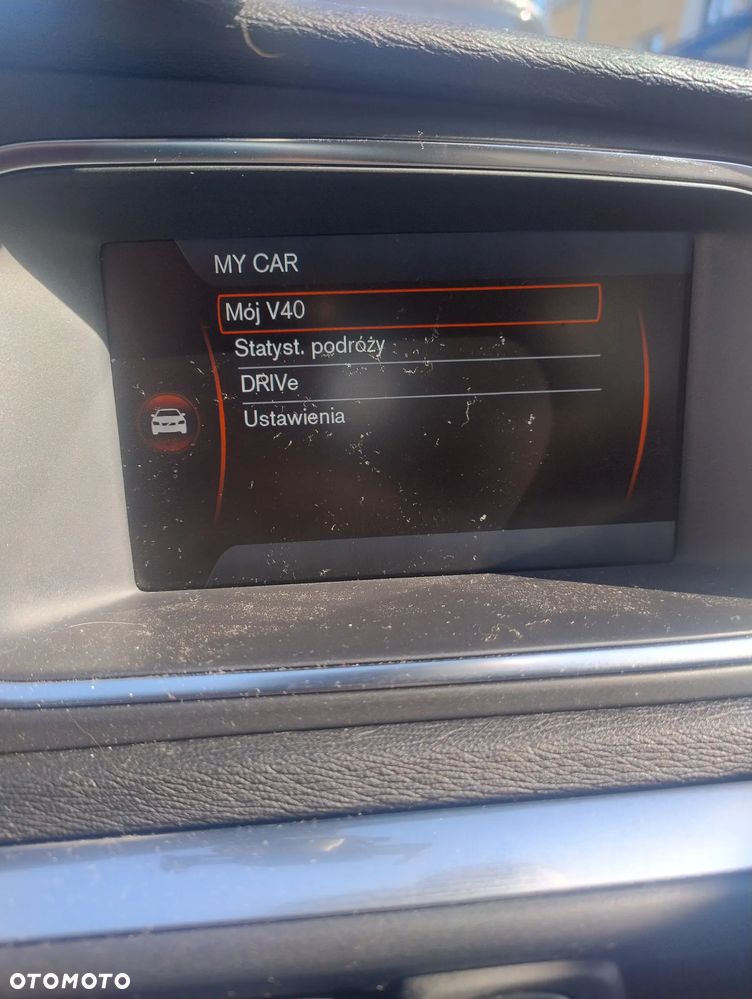 MY CAR
Mój V40
Statyst. podróży
DRIVe
Ustawienia
OTOMOTO